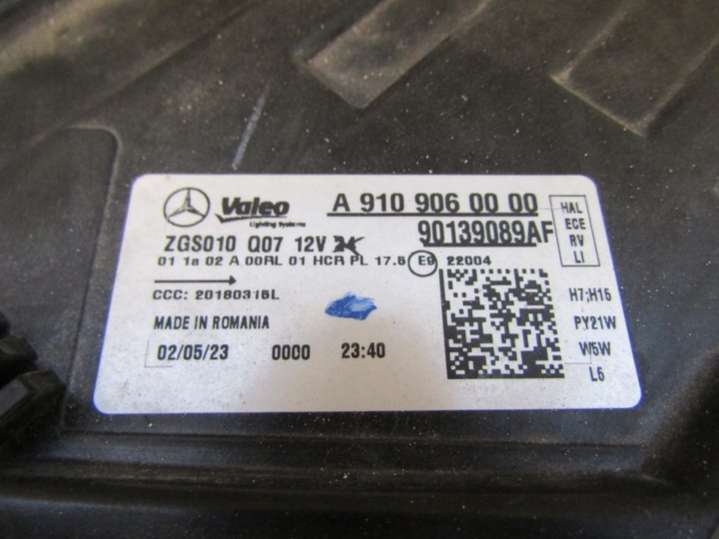 Valeo A 910 906 00 00
Lighting Systems
90139089AF
HAL
ECE
RV
LI
ZGS010 Q07 12V
01 1a 02 A 00RL 01 HCR PL 17.5 E9 22004
CCC: 20180315L
H7;H15
MADE IN ROMANIA
PY21W
02/05/23 0000 23:40
W5W
L6